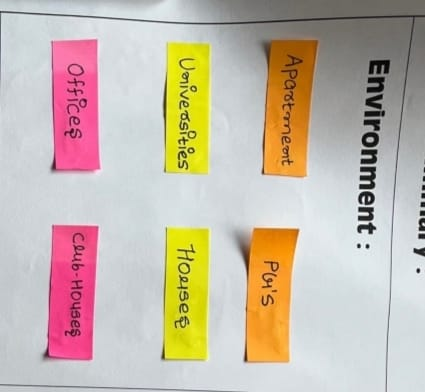 Environment :
Apartment
PG's
Universities
Houses
Offices
Club-Houses